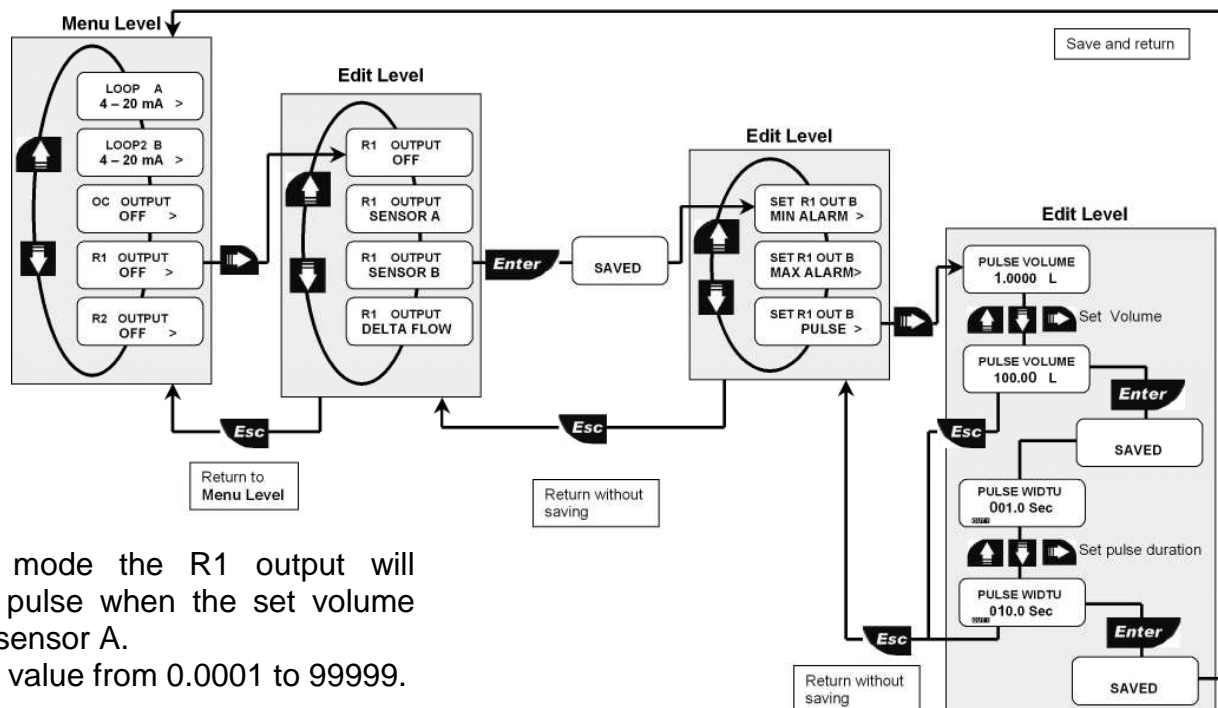 Menu Level
Save and return
LOOP A
4 – 20 mA >
LOOP2 B
4 – 20 mA >
OC OUTPUT
OFF >
R1 OUTPUT
OFF >
R2 OUTPUT
OFF >
Esc
Return to
Menu Level
Edit Level
R1 OUTPUT
OFF
R1 OUTPUT
SENSOR A
R1 OUTPUT
SENSOR B
R1 OUTPUT
DELTA FLOW
Enter
SAVED
Esc
Return without
saving
Edit Level
SET R1 OUT B
MIN ALARM >
SET R1 OUT B
MAX ALARM>
SET R1 OUT B
PULSE >
Edit Level
PULSE VOLUME
1.0000 L
Set Volume
PULSE VOLUME
100.00 L
Enter
Esc
SAVED
PULSE WIDTU
001.0 Sec
OUT1
Set pulse duration
PULSE WIDTU
010.0 Sec
OUT1
Enter
Esc
SAVED
Return without
saving
mode the R1 output will
pulse when the set volume
sensor A.
value from 0.0001 to 99999.